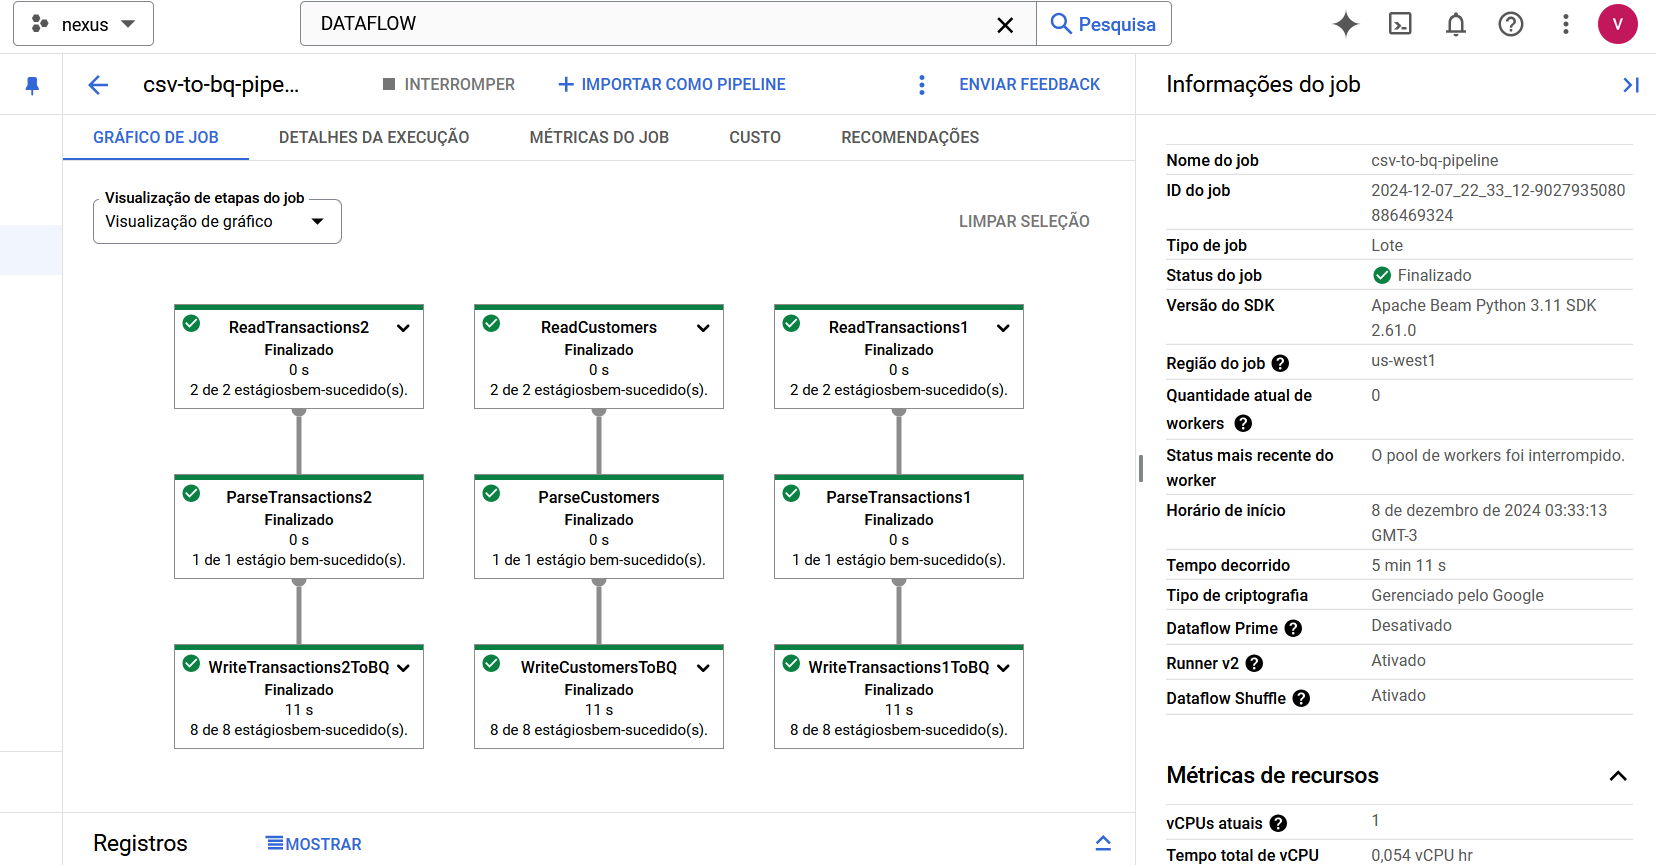 nexus
DATAFLOW
Pesquisa
V
csv-to-bq-pipe...
INTERROMPER
IMPORTAR COMO PIPELINE
ENVIAR FEEDBACK
GRÁFICO DE JOB
DETALHES DA EXECUÇÃO
MÉTRICAS DO JOB
CUSTO
RECOMENDAÇÕES
Visualização de etapas do job
Visualização de gráfico
LIMPAR SELEÇÃO
ReadTransactions2
Finalizado
0 s
2 de 2 estágiosbem-sucedido(s).
ReadCustomers
Finalizado
0 s
2 de 2 estágiosbem-sucedido(s).
ReadTransactions1
Finalizado
0 s
2 de 2 estágiosbem-sucedido(s).
ParseTransactions2
Finalizado
0 s
1 de 1 estágio bem-sucedido(s).
ParseCustomers
Finalizado
0 s
1 de 1 estágio bem-sucedido(s).
ParseTransactions1
Finalizado
0 s
1 de 1 estágio bem-sucedido(s).
WriteTransactions2ToBQ
Finalizado
11 s
8 de 8 estágiosbem-sucedido(s).
WriteCustomersToBQ
Finalizado
11 s
8 de 8 estágiosbem-sucedido(s).
WriteTransactions1ToBQ
Finalizado
11 s
8 de 8 estágiosbem-sucedido(s).
Registros
MOSTRAR
Informações do job
Nome do job csv-to-bq-pipeline
ID do job 2024-12-07_22_33_12-9027935080
886469324
Tipo de job Lote
Status do job Finalizado
Versão do SDK Apache Beam Python 3.11 SDK
2.61.0
Região do job us-west1
Quantidade atual de 0
workers
Status mais recente do O pool de workers foi interrompido.
worker
Horário de início 8 de dezembro de 2024 03:33:13
GMT-3
Tempo decorrido 5 min 11 s
Tipo de criptografia Gerenciado pelo Google
Dataflow Prime Desativado
Runner v2 Ativado
Dataflow Shuffle Ativado
Métricas de recursos
vCPUs atuais 1
Tempo total de vCPU 0,054 vCPU hr